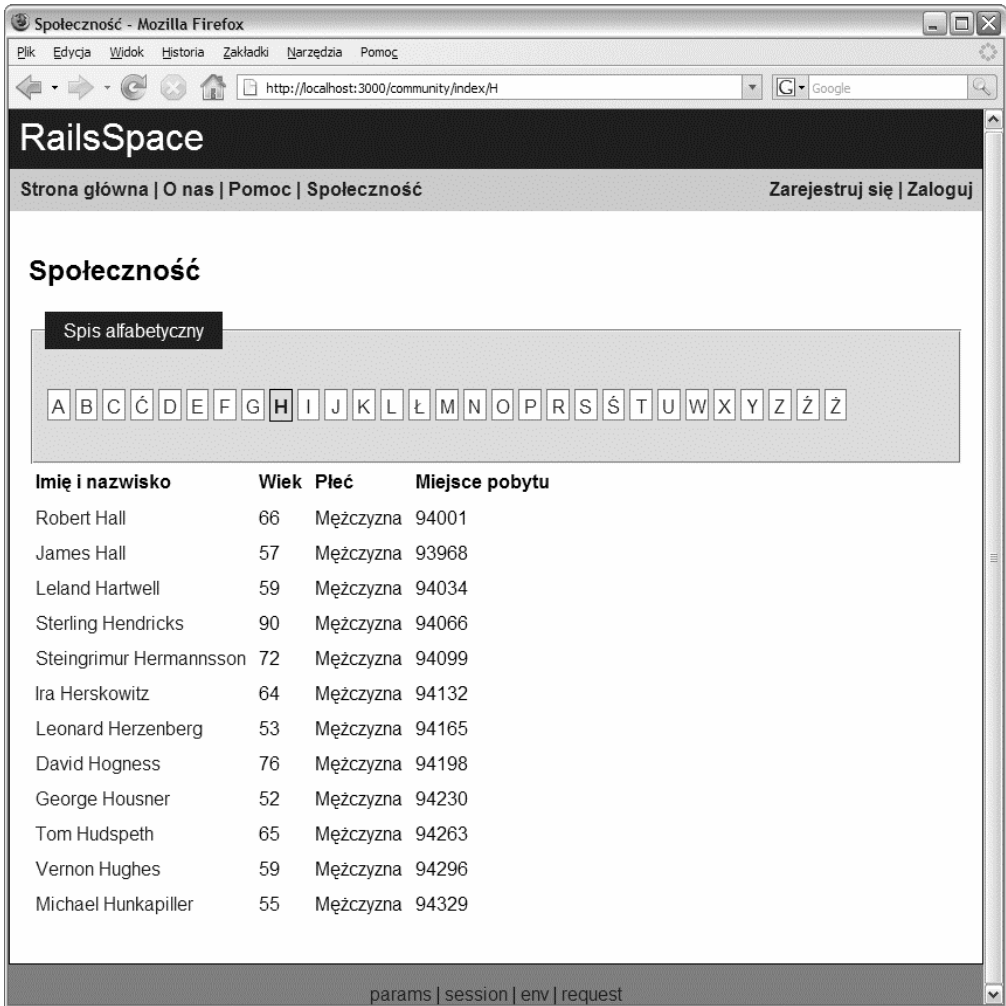 Społeczność - Mozilla Firefox
Plik Edycja Widok Historia Zakładki Narzędzia Pomoc
http://localhost:3000/community/index/H
G Google
RailsSpace
Strona główna | O nas | Pomoc | Społeczność Zarejestruj się | Zaloguj
Społeczność
Spis alfabetyczny
A B C Ć D E F G H I J K L Ł M N O P R S Ś T U W X Y Z Ź Ż
Imię i nazwisko Wiek Płeć Miejsce pobytu
Robert Hall 66 Mężczyzna 94001
James Hall 57 Mężczyzna 93968
Leland Hartwell 59 Mężczyzna 94034
Sterling Hendricks 90 Mężczyzna 94066
Steingrimur Hermannsson 72 Mężczyzna 94099
Ira Herskowitz 64 Mężczyzna 94132
Leonard Herzenberg 53 Mężczyzna 94165
David Hogness 76 Mężczyzna 94198
George Housner 52 Mężczyzna 94230
Tom Hudspeth 65 Mężczyzna 94263
Vernon Hughes 59 Mężczyzna 94296
Michael Hunkapiller 55 Mężczyzna 94329
params | session | env | request